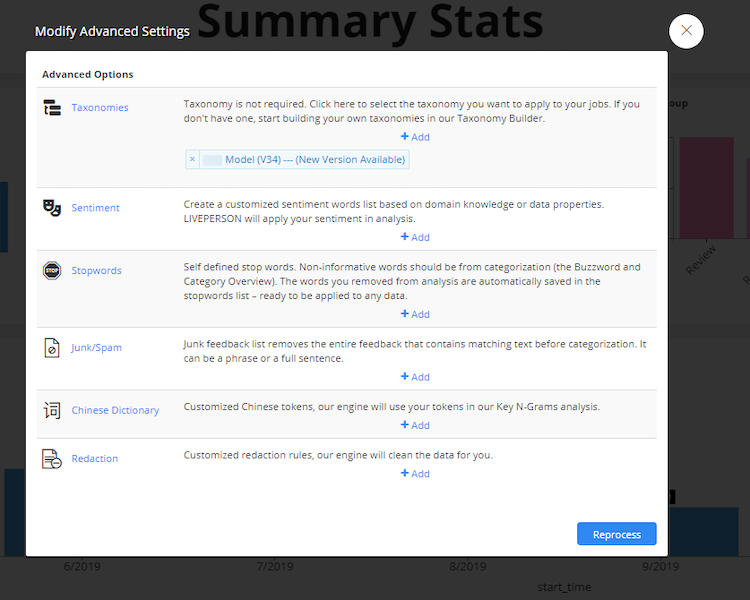 Summary Stats
Modify Advanced Settings
Advanced Options
Taxonomies
Taxonomy is not required. Click here to select the taxonomy you want to apply to your jobs. If you
don't have one, start building your own taxonomies in our Taxonomy Builder.
+ Add
× Model (V34) --- (New Version Available)
Sentiment
Create a customized sentiment words list based on domain knowledge or data properties.
LIVEPERSON will apply your sentiment in analysis.
+ Add
STOP
Stopwords
Self defined stop words. Non-informative words should be from categorization (the Buzzword and
Category Overview). The words you removed from analysis are automatically saved in the
stopwords list – ready to be applied to any data.
+ Add
Junk/Spam
Junk feedback list removes the entire feedback that contains matching text before categorization. It
can be a phrase or a full sentence.
+ Add
词
Chinese Dictionary
Customized Chinese tokens, our engine will use your tokens in our Key N-Grams analysis.
+ Add
Redaction
Customized redaction rules, our engine will clean the data for you.
+ Add
Reprocess
oup
Review
6/2019
7/2019
8/2019
9/2019
start_time